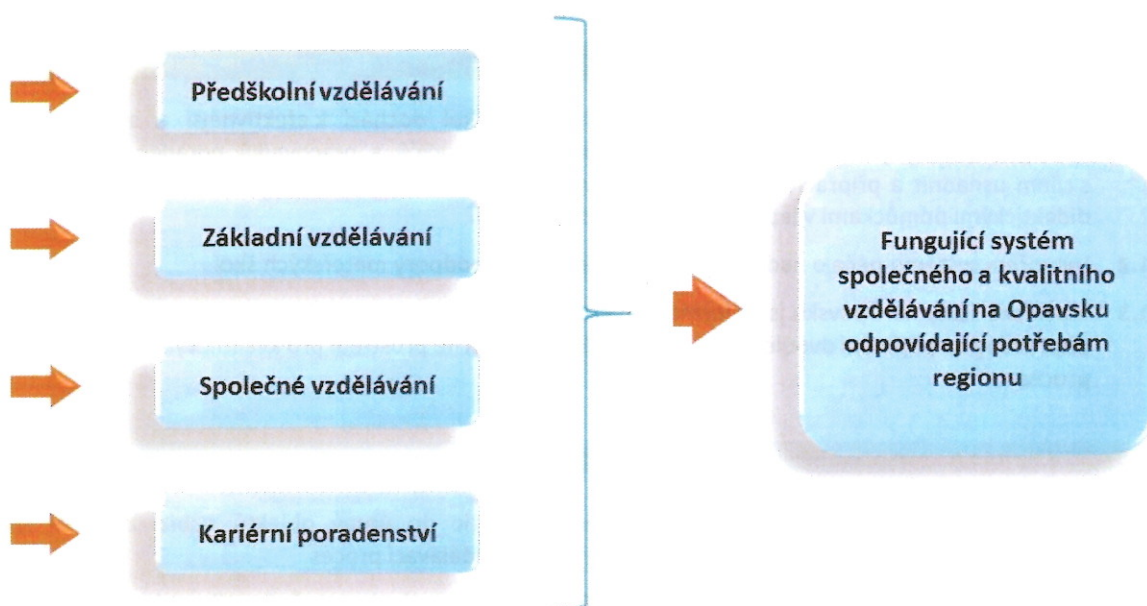 Předškolní vzdělávání
Základní vzdělávání
Společné vzdělávání
Kariérní poradenství
Fungující systém
společného a kvalitního
vzdělávání na Opavsku
odpovídající potřebám
regionu